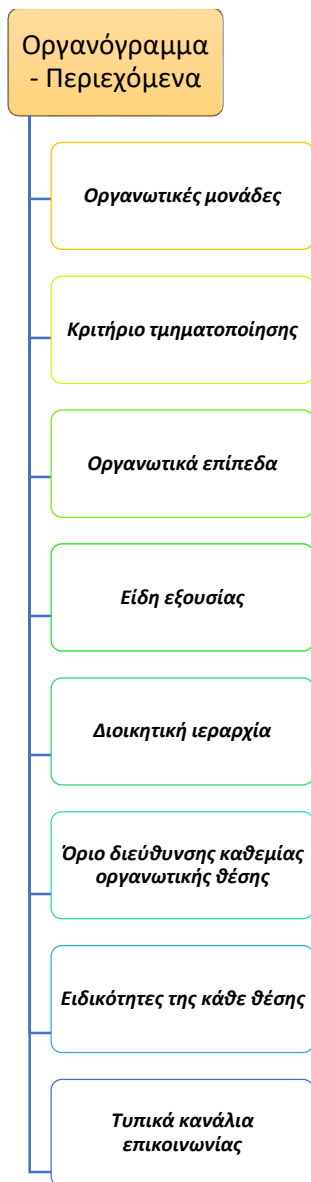 Οργανόγραμμα
- Περιεχόμενα
Οργανωτικές μονάδες
Κριτήριο τμηματοποίησης
Οργανωτικά επίπεδα
Είδη εξουσίας
Διοικητική ιεραρχία
Όριο διεύθυνσης καθεμίας
οργανωτικής θέσης
Ειδικότητες της κάθε θέσης
Τυπικά κανάλια
επικοινωνίας